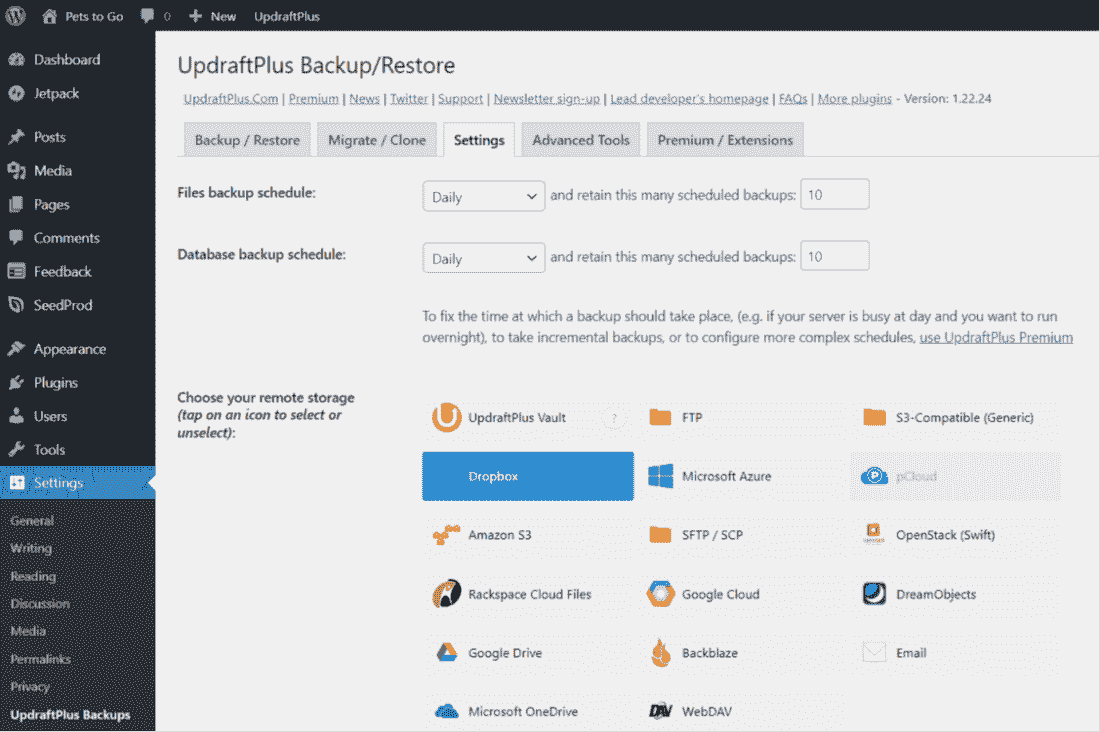 Pets to Go 0 New UpdraftPlus
Dashboard
Jetpack
Posts
Media
Pages
Comments
Feedback
SeedProd
Appearance
Plugins
Users
Tools
Settings
General
Writing
Reading
Discussion
Media
Permalinks
Privacy
UpdraftPlus Backups
UpdraftPlus Backup/Restore
UpdraftPlus.Com | Premium | News | Twitter | Support | Newsletter sign-up | Lead developer's homepage | FAQs | More plugins - Version: 1.22.24
Backup / Restore Migrate / Clone Settings Advanced Tools Premium / Extensions
Files backup schedule: Daily and retain this many scheduled backups: 10
Database backup schedule: Daily and retain this many scheduled backups: 10
To fix the time at which a backup should take place, (e.g. if your server is busy at day and you want to run
overnight), to take incremental backups, or to configure more complex schedules, use UpdraftPlus Premium
Choose your remote storage
(tap on an icon to select or
unselect):
UpdraftPlus Vault ? FTP S3-Compatible (Generic)
Dropbox Microsoft Azure pCloud
Amazon S3 SFTP / SCP OpenStack (Swift)
Rackspace Cloud Files Google Cloud DreamObjects
Google Drive Backblaze Email
Microsoft OneDrive DAV WebDAV